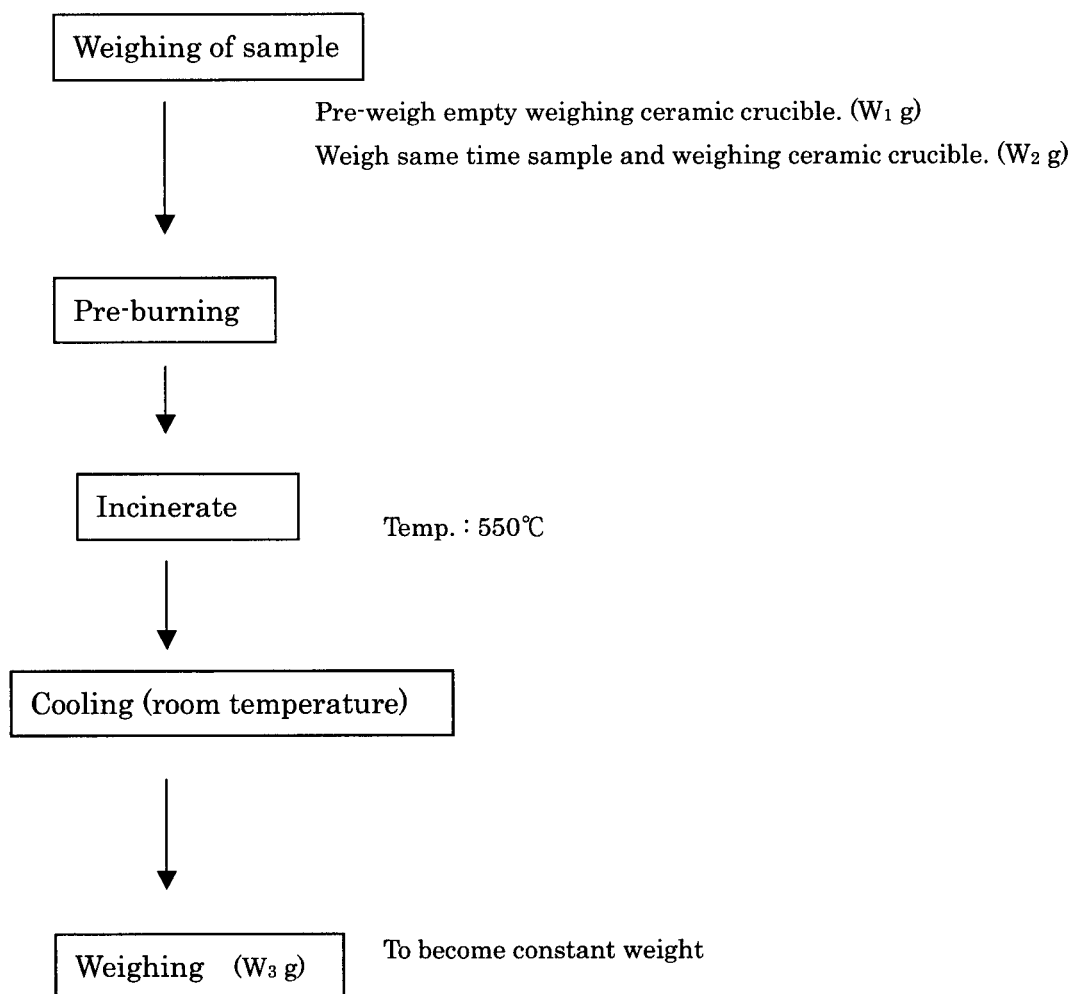 Weighing of sample
Pre-weigh empty weighing ceramic crucible. (W₁ g)
Weigh same time sample and weighing ceramic crucible. (W₂ g)
Pre-burning
Incinerate
Temp. : 550℃
Cooling (room temperature)
Weighing (W₃ g)
To become constant weight